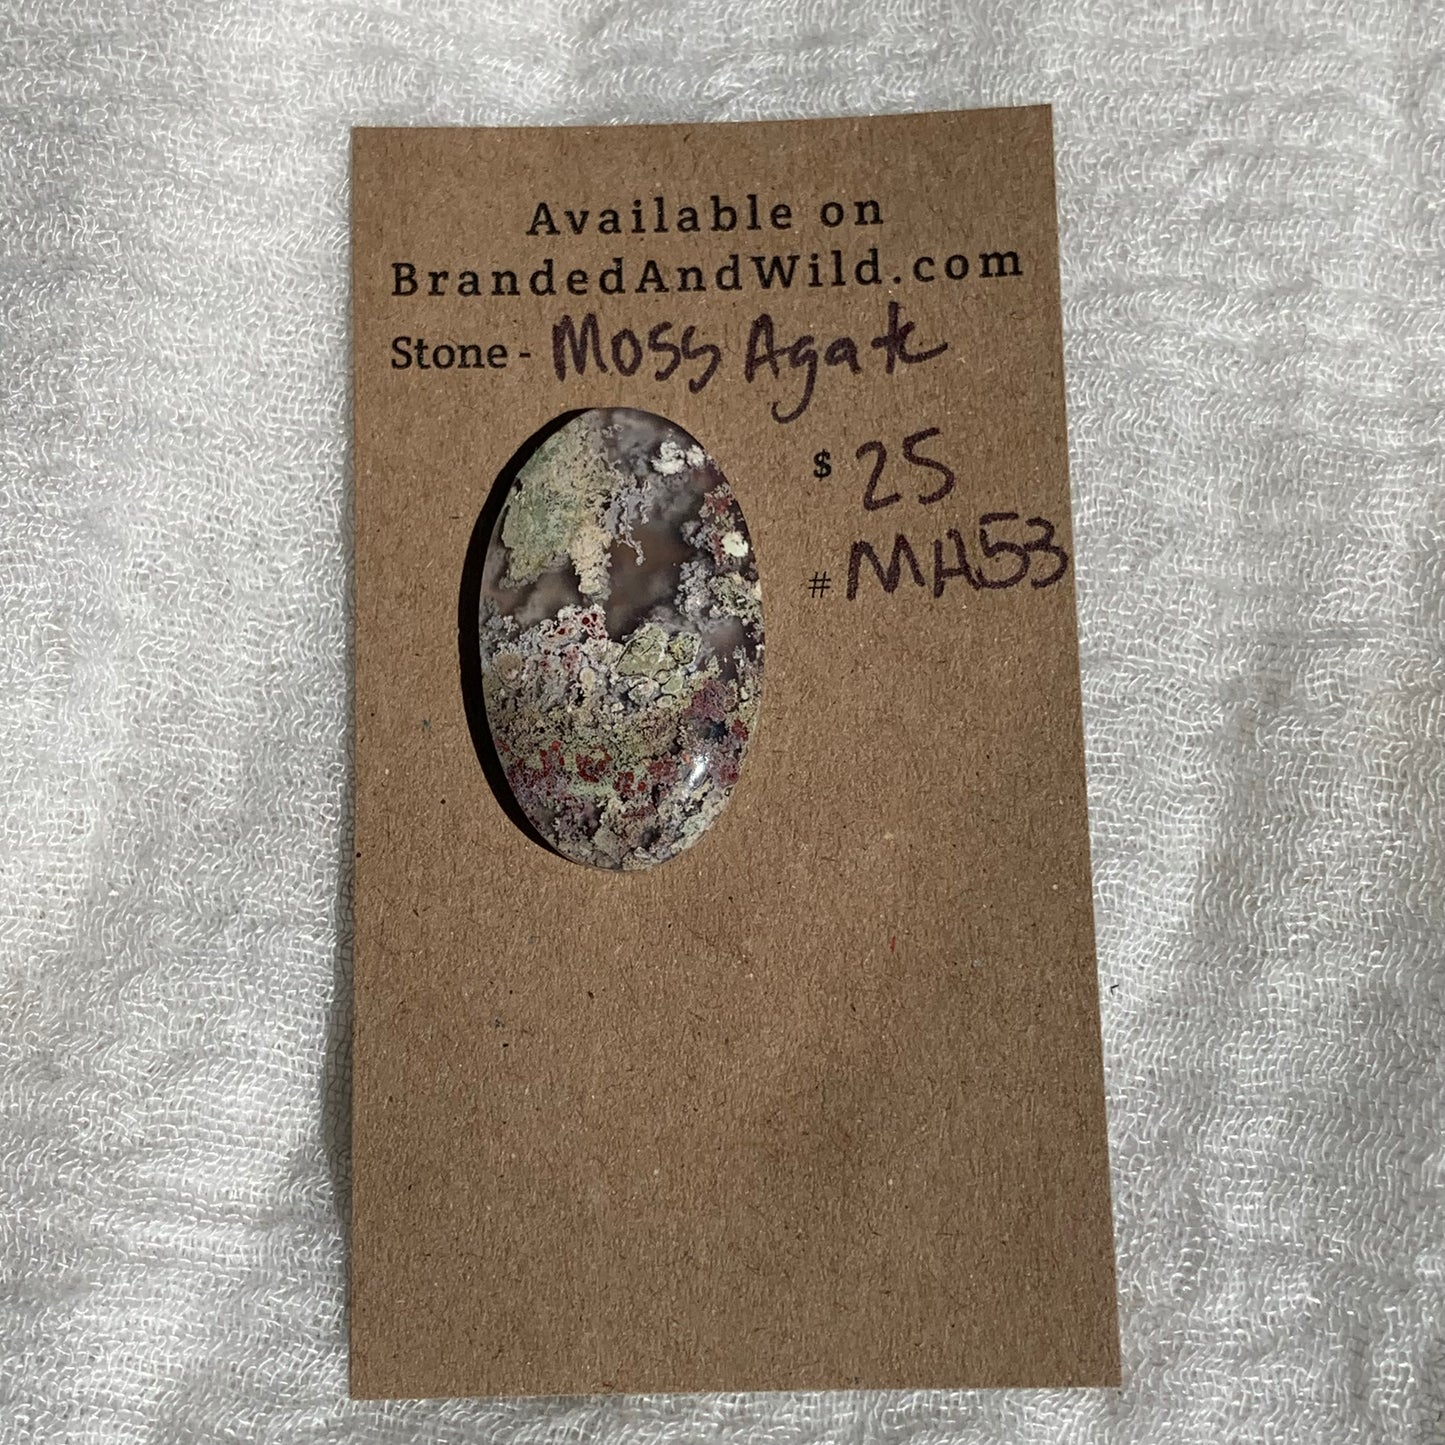 Available on
BrandedAndWild.com
Stone - Moss Agate
$ 25
# MA53